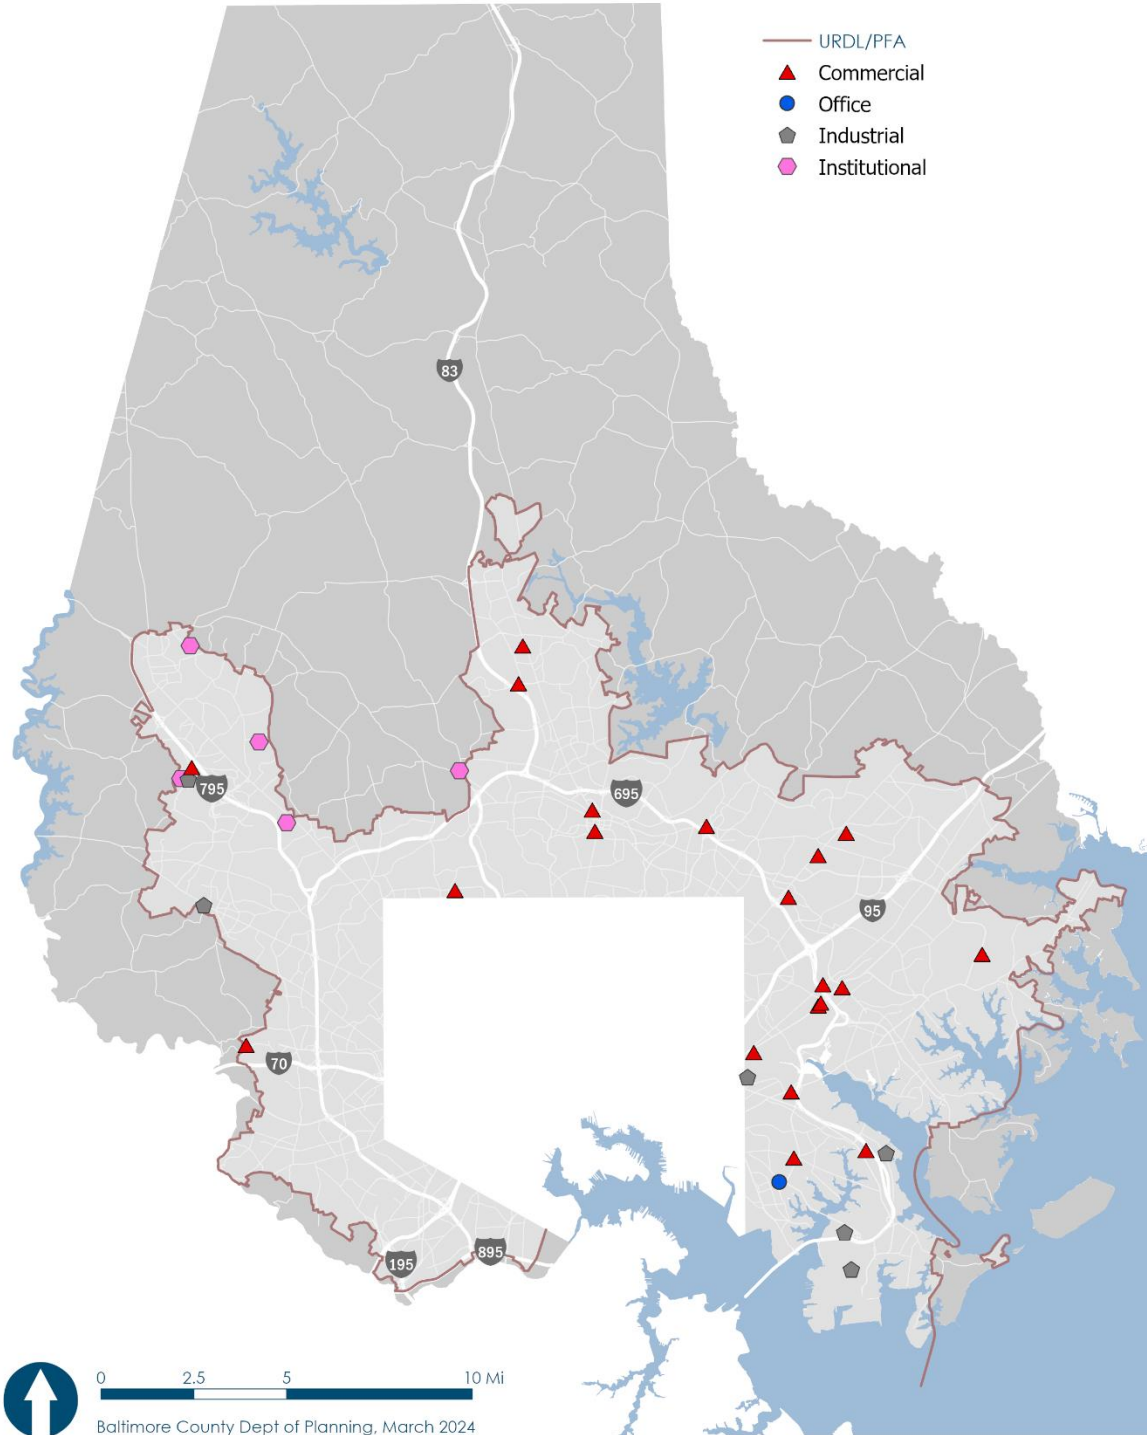 URDL/PFA
Commercial
Office
Industrial
Institutional
83
795
695
95
70
195
895
0 2.5 5 10 Mi
Baltimore County Dept of Planning, March 2024